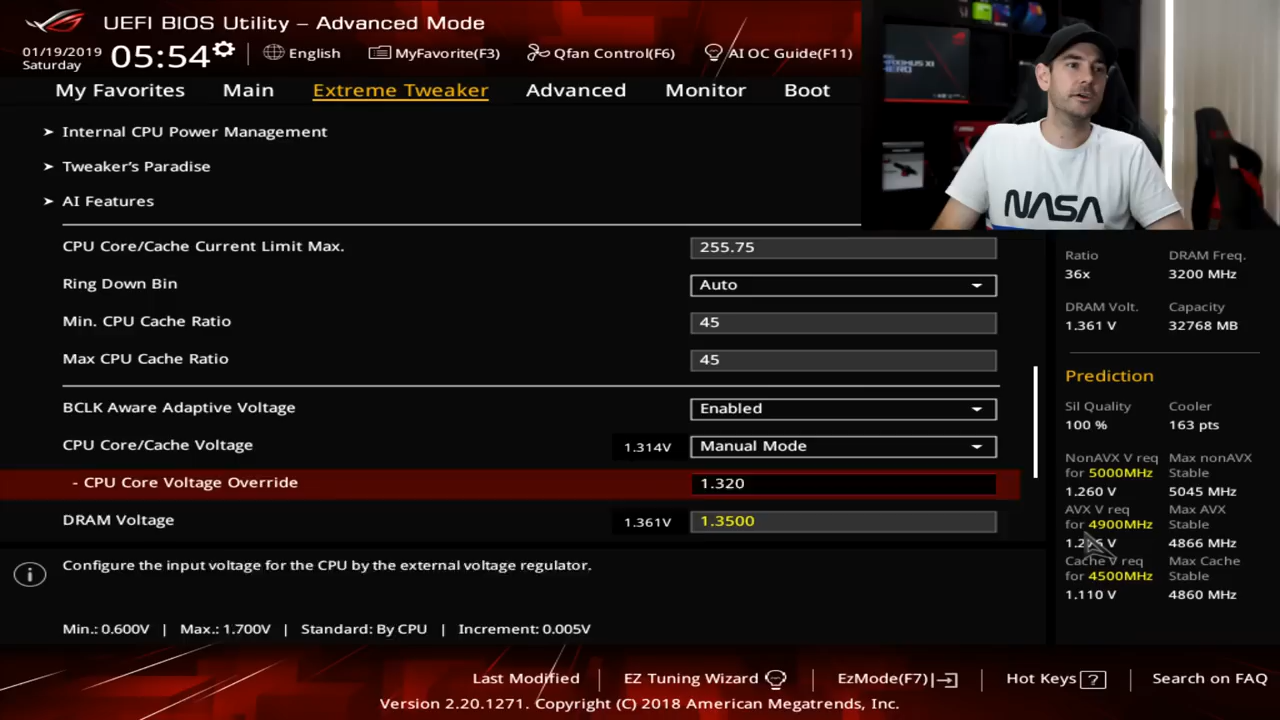 UEFI BIOS Utility – Advanced Mode
01/19/2019
Saturday
05:54
English
MyFavorite(F3)
Qfan Control(F6)
AI OC Guide(F11)
My Favorites Main Extreme Tweaker Advanced Monitor Boot
Internal CPU Power Management
Tweaker's Paradise
AI Features
CPU Core/Cache Current Limit Max. 255.75
Ring Down Bin Auto
Min. CPU Cache Ratio 45
Max CPU Cache Ratio 45
BCLK Aware Adaptive Voltage Enabled
CPU Core/Cache Voltage 1.314V Manual Mode
- CPU Core Voltage Override 1.320
DRAM Voltage 1.361V 1.3500
Configure the input voltage for the CPU by the external voltage regulator.
Min.: 0.600V | Max.: 1.700V | Standard: By CPU | Increment: 0.005V
NASA
Ratio DRAM Freq.
36x 3200 MHz
DRAM Volt. Capacity
1.361 V 32768 MB
Prediction
Sil Quality Cooler
100 % 163 pts
NonAVX V req Max nonAVX
for 5000MHz Stable
1.260 V 5045 MHz
AVX V req Max AVX
for 4900MHz Stable
V 4866 MHz
Cache V req Max Cache
for 4500MHz Stable
1.110 V 4860 MHz
Last Modified
EZ Tuning Wizard
EzMode(F7)
Hot Keys ?
Search on FAQ
Version 2.20.1271. Copyright (C) 2018 American Megatrends, Inc.